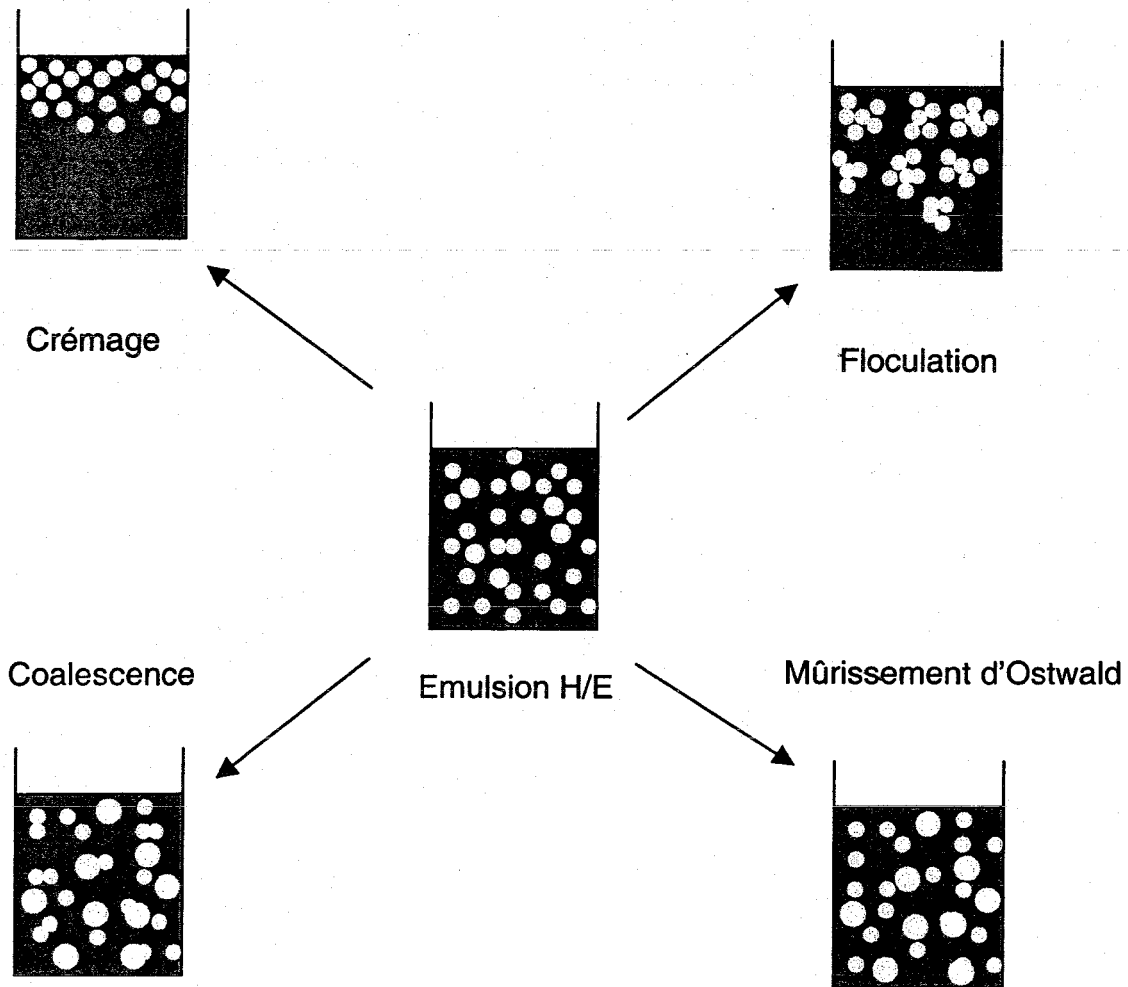 Crémage
Floculation
Coalescence
Emulsion H/E
Mûrissement d'Ostwald